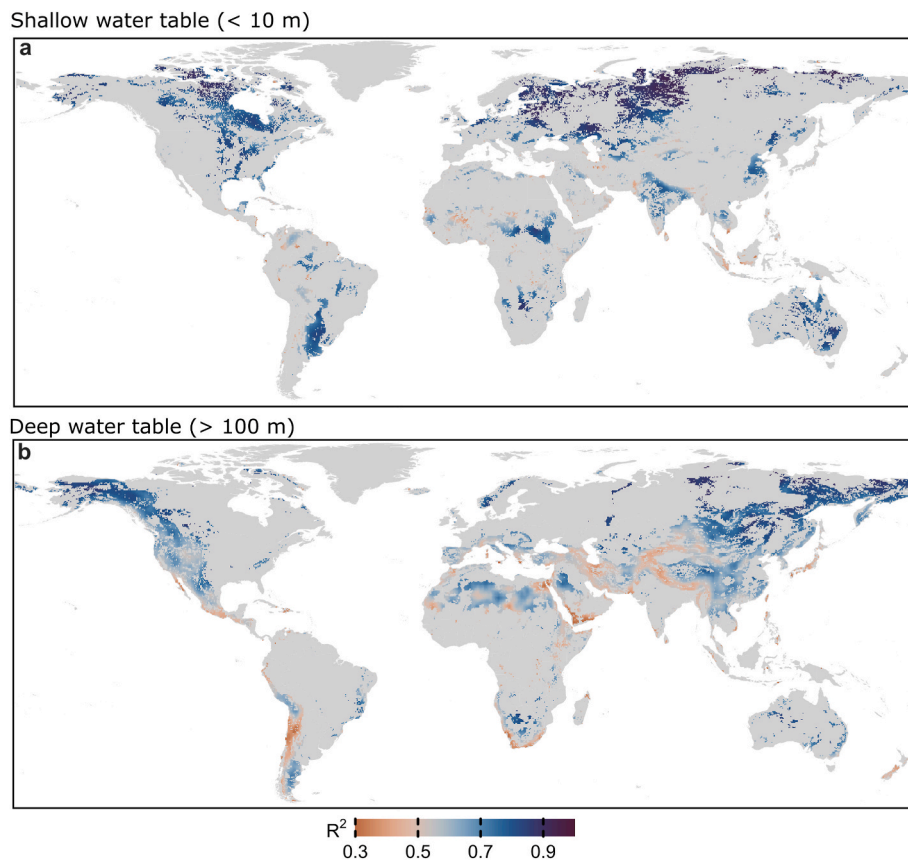 Shallow water table (< 10 m)
a
Deep water table (> 100 m)
b
R²
0.3 0.5 0.7 0.9